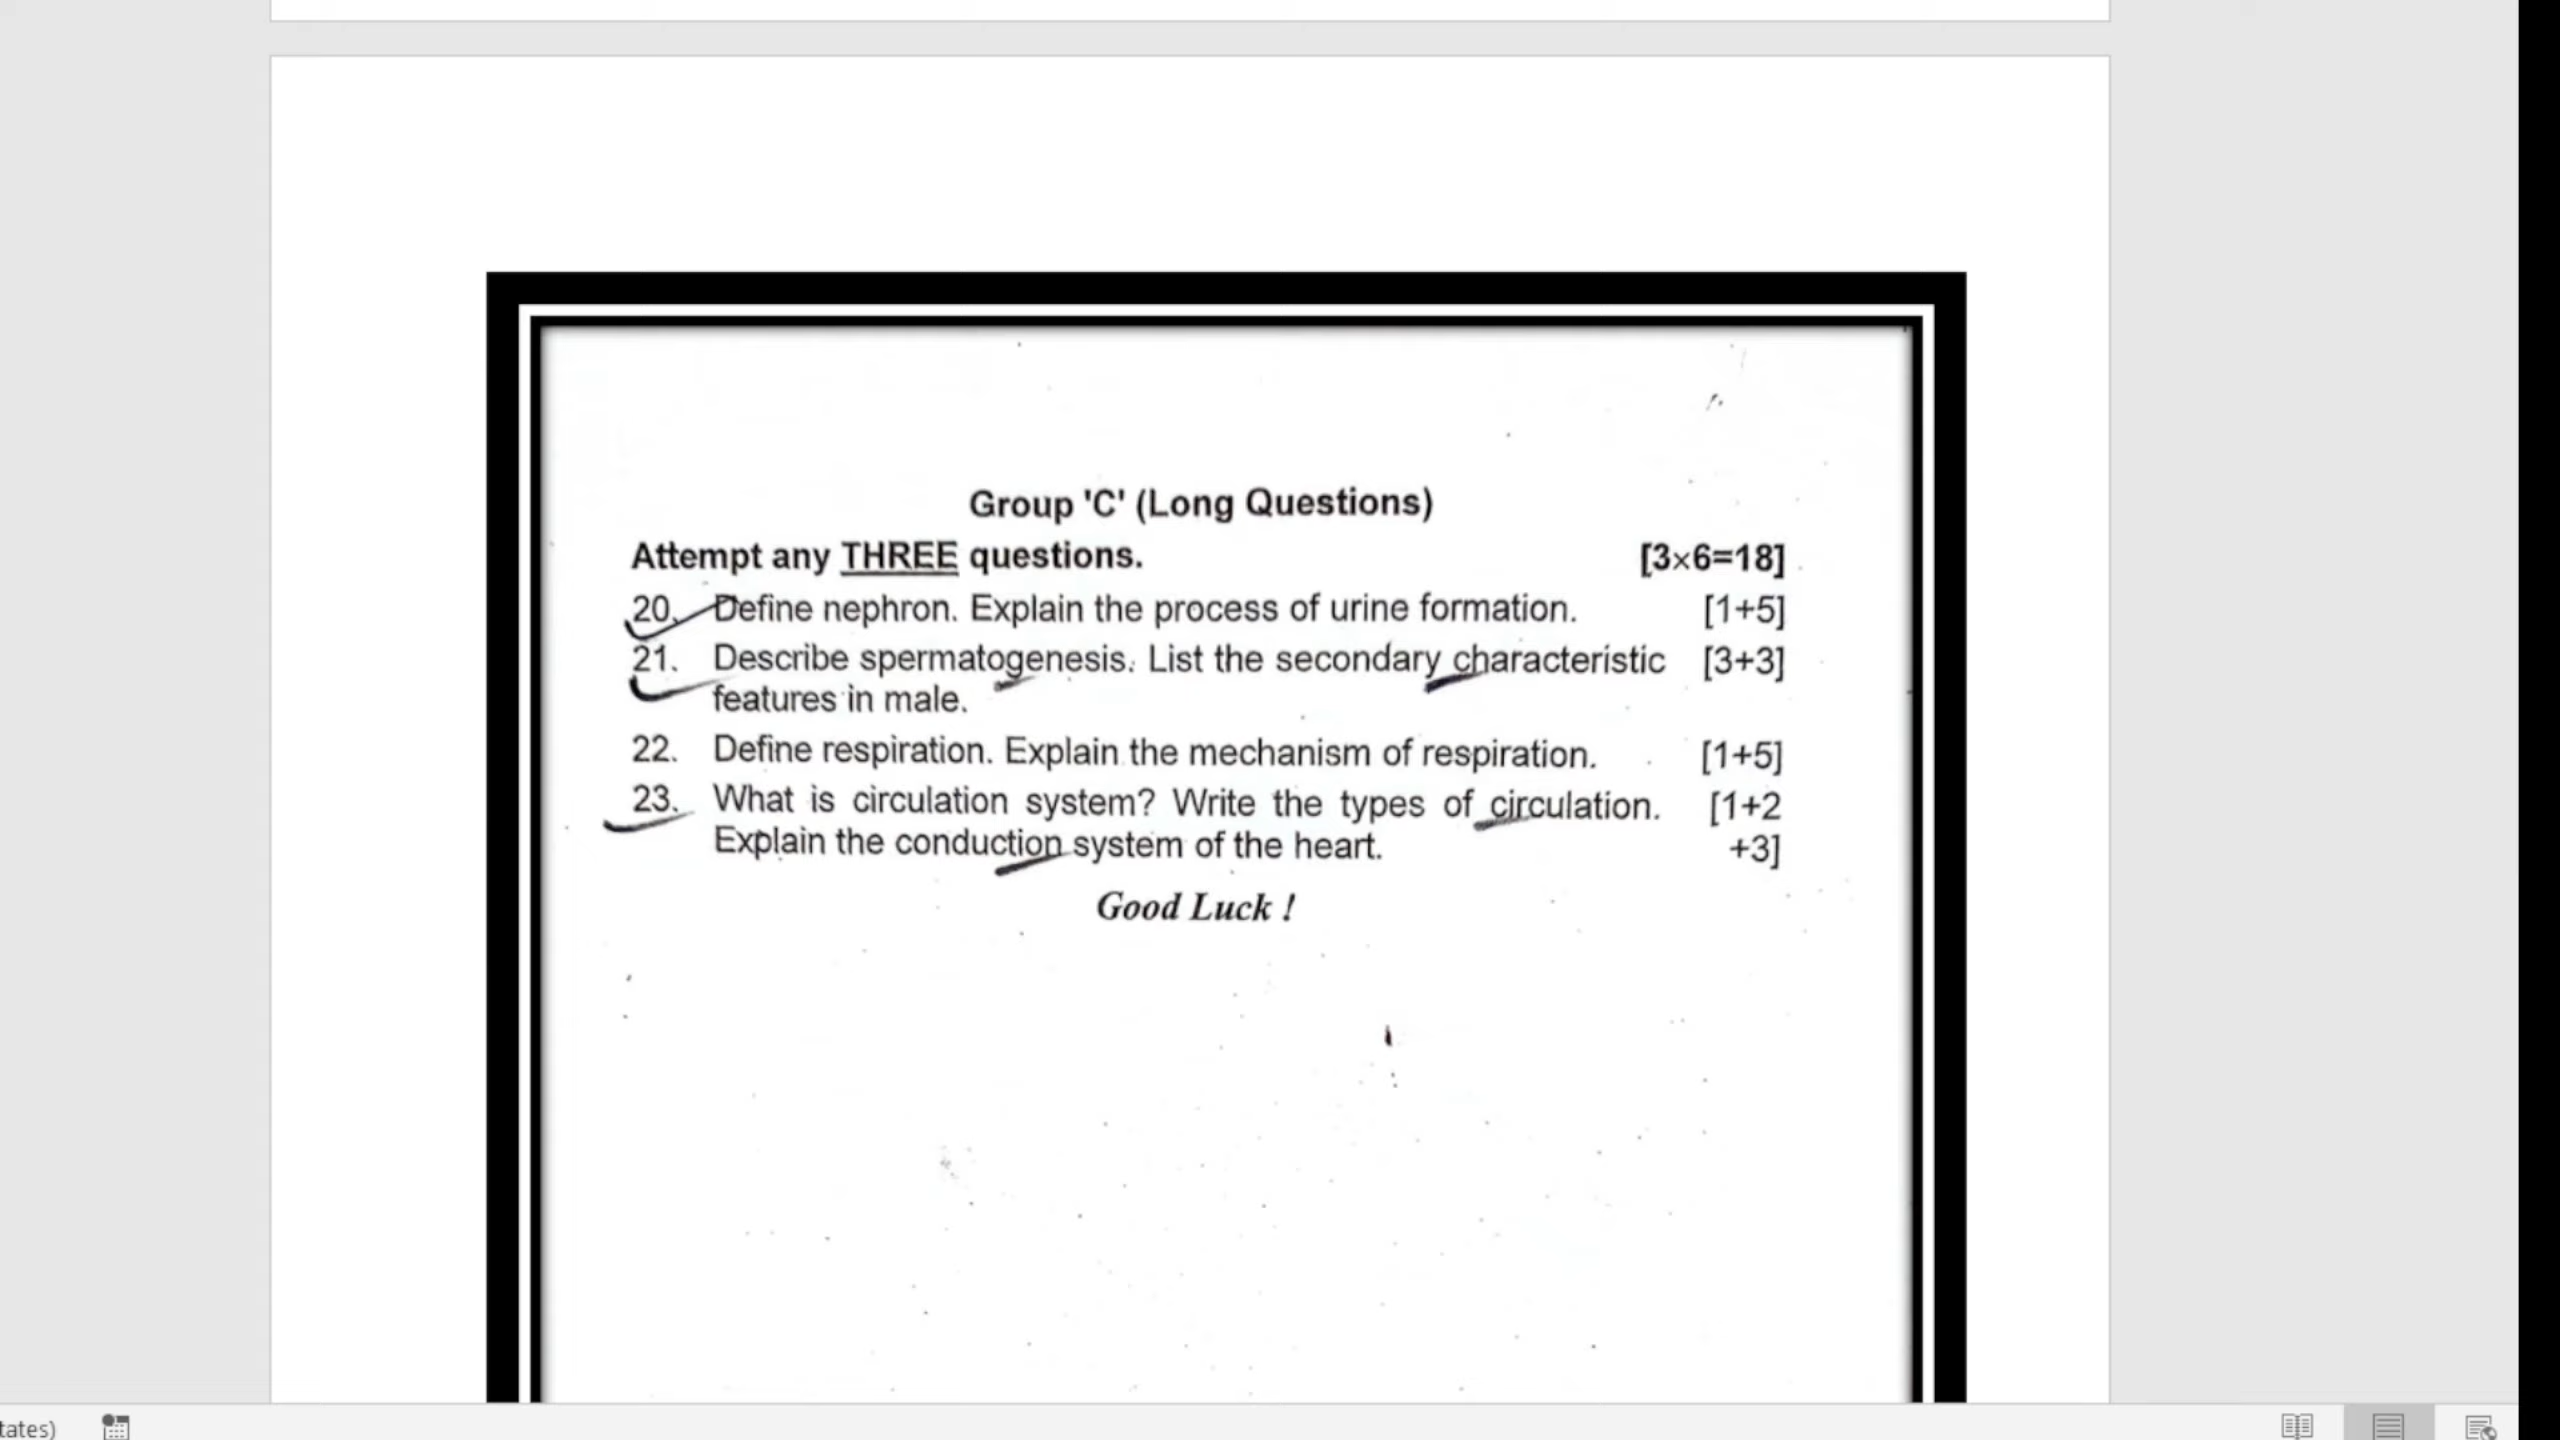 Group 'C' (Long Questions)
Attempt any THREE questions. [3×6=18]
20. Define nephron. Explain the process of urine formation. [1+5]
21. Describe spermatogenesis. List the secondary characteristic [3+3]
features in male.
22. Define respiration. Explain the mechanism of respiration. [1+5]
23. What is circulation system? Write the types of circulation. [1+2
Explain the conduction system of the heart. +3]
Good Luck !
tates)